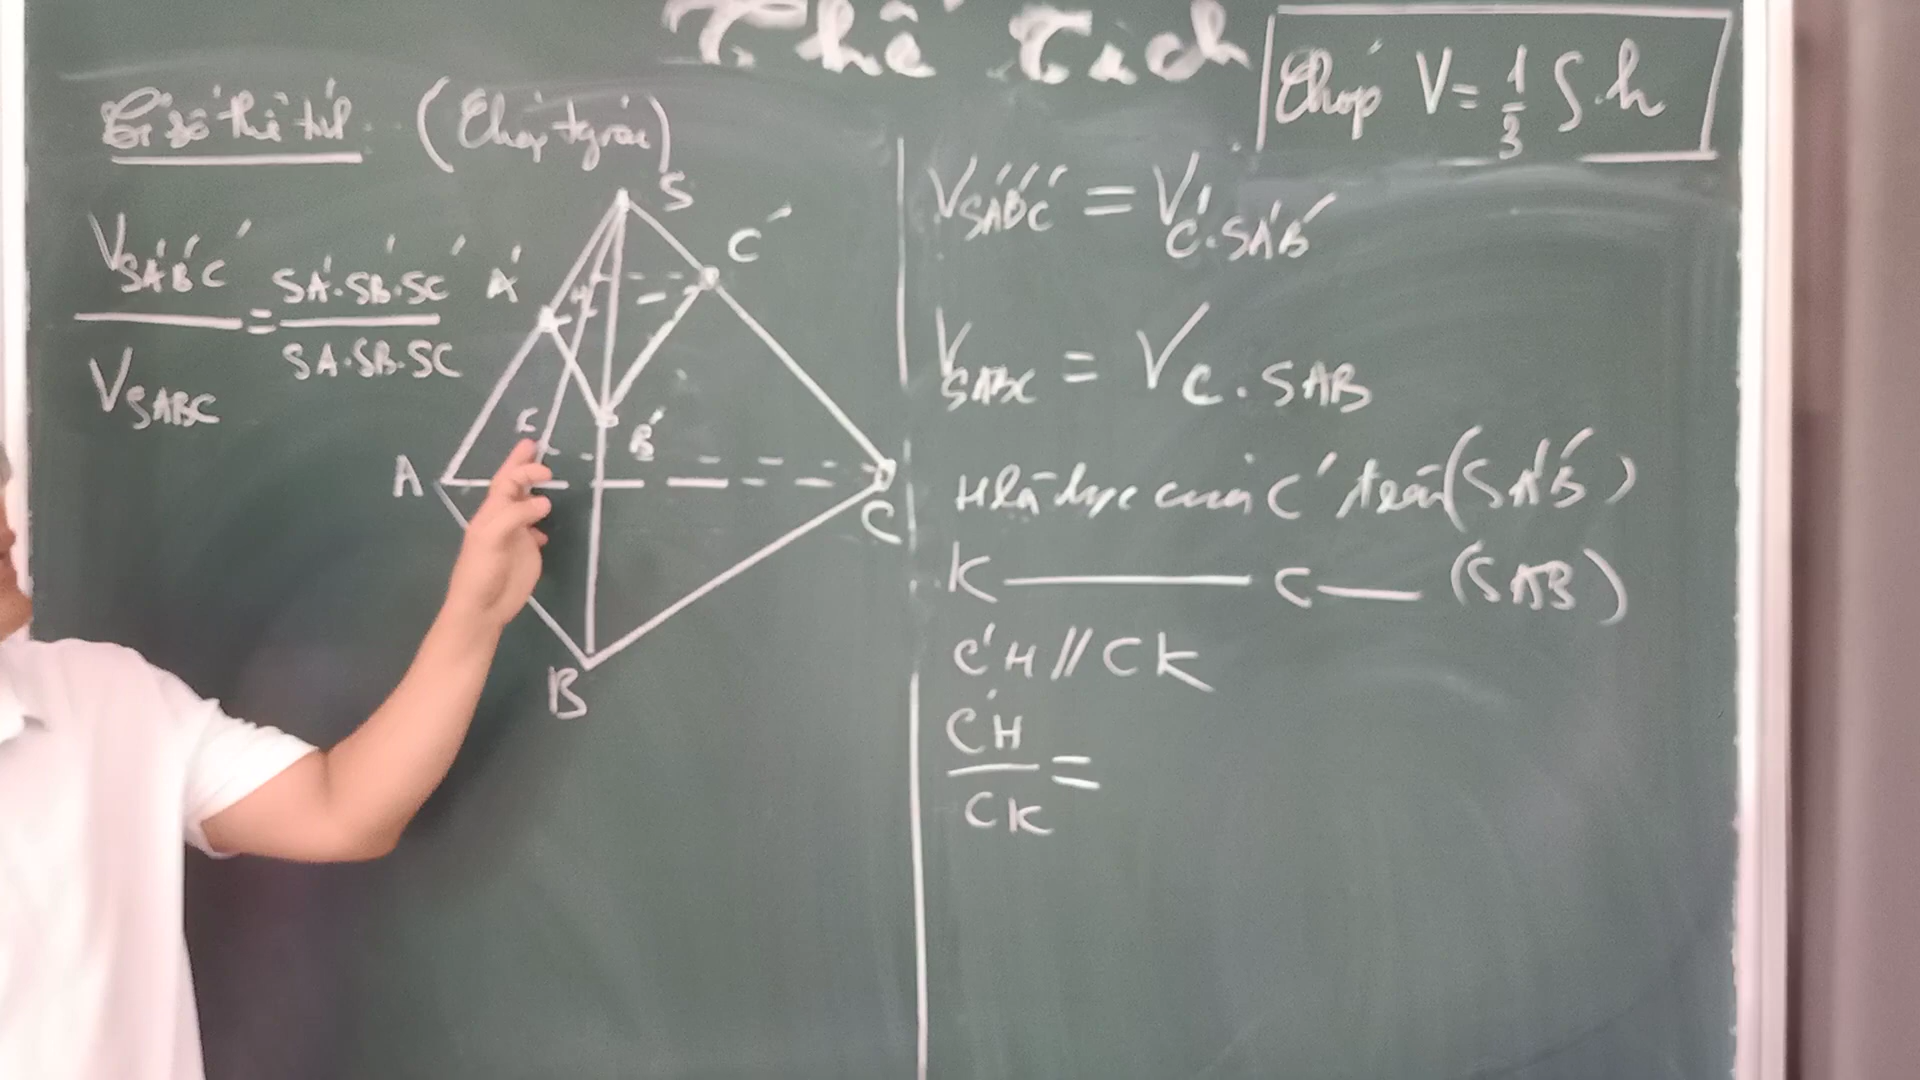 Thể Tích
Chóp V = 1/3 S.h
Tỉ số thể tích (Chóp tgiác)
V_SA'B'C' / V_SABC = SA'.SB'.SC' / SA.SB.SC
S
C'
A'
H
K
B'
A
C
B
V_SA'B'C' = V_C'.SA'B'
V_SABC = V_C.SAB
H là hc của C' trên (SA'B')
K — C — (SAB)
C'H // CK
C'H / CK =